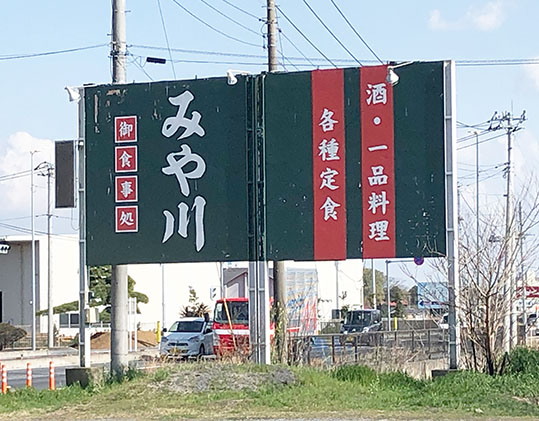 酒・一品料理
各種定食
みや川
御食事処